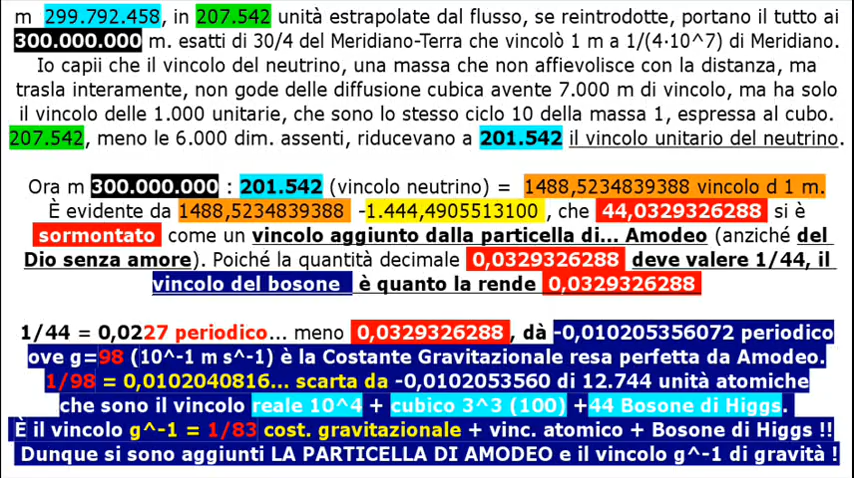 m 299.792.458, in 207.542 unità estrapolate dal flusso, se reintrodotte, portano il tutto ai
300.000.000 m. esatti di 30/4 del Meridiano-Terra che vincolò 1 m a 1/(4·10^7) di Meridiano.
Io capii che il vincolo del neutrino, una massa che non affievolisce con la distanza, ma
trasla interamente, non gode delle diffusione cubica avente 7.000 m di vincolo, ma ha solo
il vincolo delle 1.000 unitarie, che sono lo stesso ciclo 10 della massa 1, espressa al cubo.
207.542, meno le 6.000 dim. assenti, riducevano a 201.542 il vincolo unitario del neutrino.
Ora m 300.000.000 : 201.542 (vincolo neutrino) = 1488,5234839388 vincolo d 1 m.
È evidente da 1488,5234839388 -1.444,4905513100 , che 44,0329326288 si è
sormontato come un vincolo aggiunto dalla particella di... Amodeo (anziché del
Dio senza amore). Poiché la quantità decimale 0,0329326288 deve valere 1/44, il
vincolo del bosone è quanto la rende 0,0329326288
1/44 = 0,0227 periodico... meno 0,0329326288 , dà -0,010205356072 periodico
ove g=98 (10^-1 m s^-1) è la Costante Gravitazionale resa perfetta da Amodeo.
1/98 = 0,0102040816... scarta da -0,0102053560 di 12.744 unità atomiche
che sono il vincolo reale 10^4 + cubico 3^3 (100) +44 Bosone di Higgs.
È il vincolo g^-1 = 1/83 cost. gravitazionale + vinc. atomico + Bosone di Higgs !!
Dunque si sono aggiunti LA PARTICELLA DI AMODEO e il vincolo g^-1 di gravità !